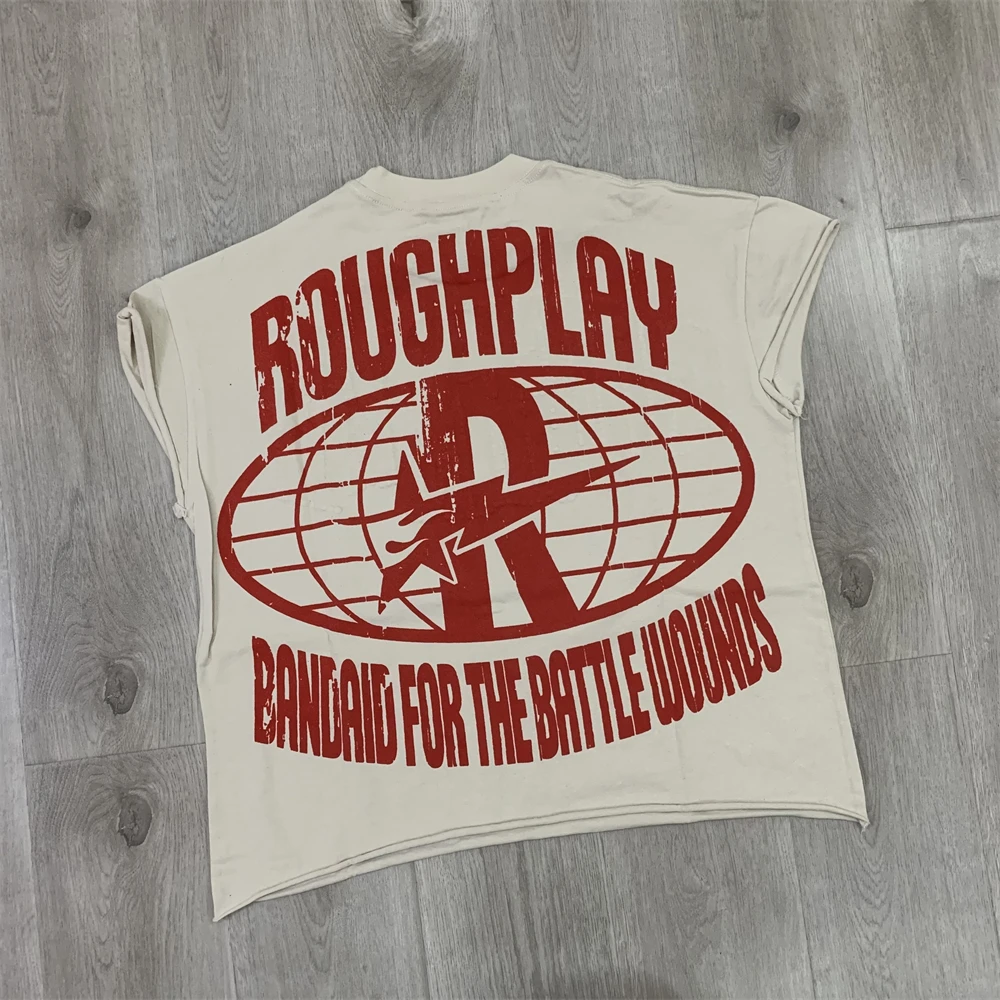 ROUGHPLAY
R
BANDAID FOR THE BATTLE WOUNDS